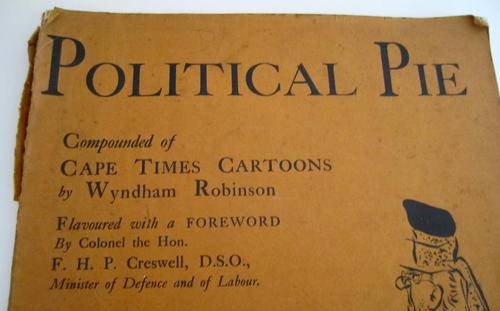 POLITICAL PIE
Compounded of
CAPE TIMES CARTOONS
by Wyndham Robinson
Flavoured with a FOREWORD
By Colonel the Hon.
F. H. P. Creswell, D.S.O.,
Minister of Defence and of Labour.